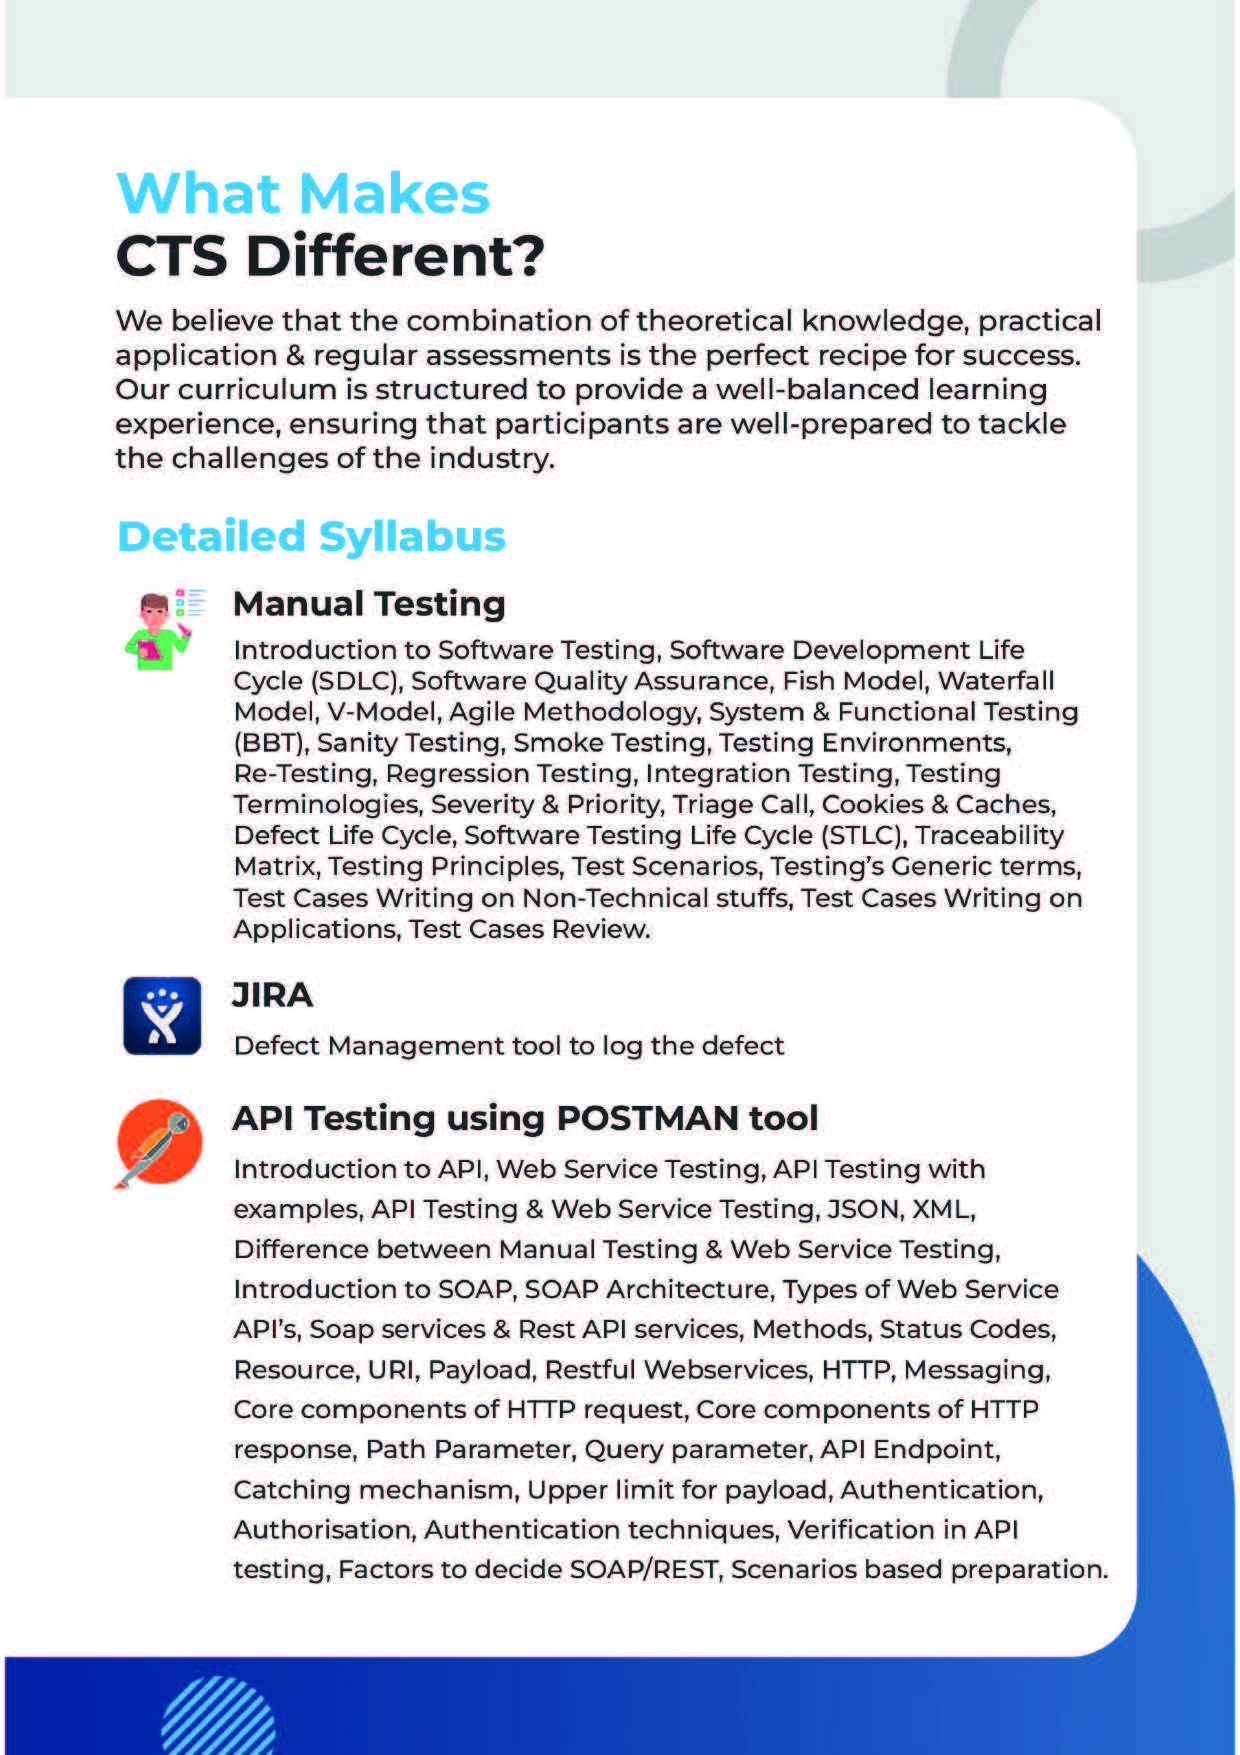 What Makes
CTS Different?
We believe that the combination of theoretical knowledge, practical
application & regular assessments is the perfect recipe for success.
Our curriculum is structured to provide a well-balanced learning
experience, ensuring that participants are well-prepared to tackle
the challenges of the industry.
Detailed Syllabus
Manual Testing
Introduction to Software Testing, Software Development Life
Cycle (SDLC), Software Quality Assurance, Fish Model, Waterfall
Model, V-Model, Agile Methodology, System & Functional Testing
(BBT), Sanity Testing, Smoke Testing, Testing Environments,
Re-Testing, Regression Testing, Integration Testing, Testing
Terminologies, Severity & Priority, Triage Call, Cookies & Caches,
Defect Life Cycle, Software Testing Life Cycle (STLC), Traceability
Matrix, Testing Principles, Test Scenarios, Testing’s Generic terms,
Test Cases Writing on Non-Technical stuffs, Test Cases Writing on
Applications, Test Cases Review.
JIRA
Defect Management tool to log the defect
API Testing using POSTMAN tool
Introduction to API, Web Service Testing, API Testing with
examples, API Testing & Web Service Testing, JSON, XML,
Difference between Manual Testing & Web Service Testing,
Introduction to SOAP, SOAP Architecture, Types of Web Service
API’s, Soap services & Rest API services, Methods, Status Codes,
Resource, URI, Payload, Restful Webservices, HTTP, Messaging,
Core components of HTTP request, Core components of HTTP
response, Path Parameter, Query parameter, API Endpoint,
Catching mechanism, Upper limit for payload, Authentication,
Authorisation, Authentication techniques, Verification in API
testing, Factors to decide SOAP/REST, Scenarios based preparation.